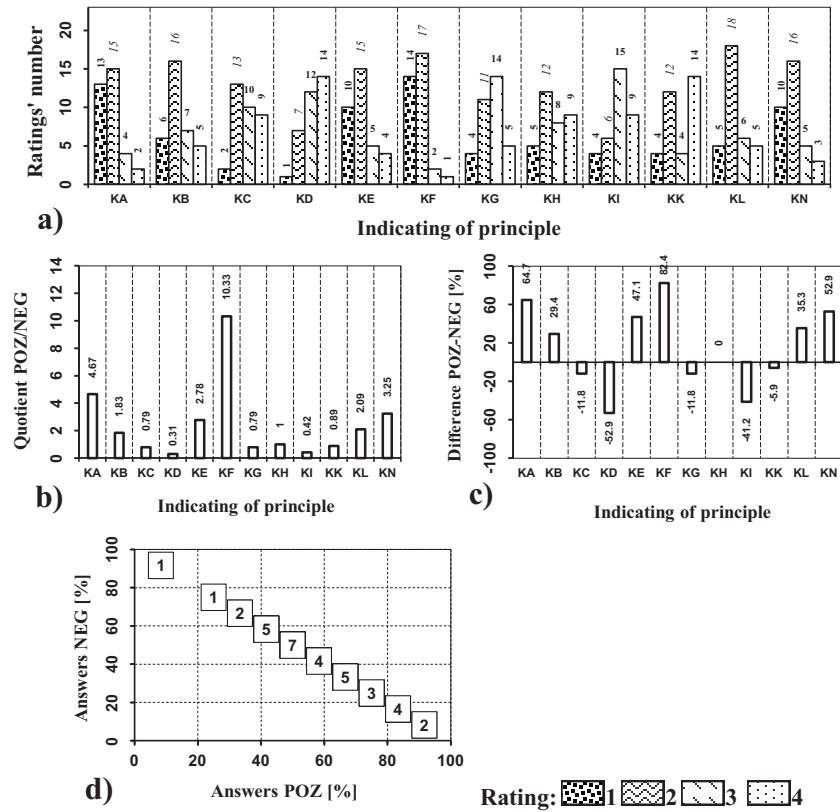 Ratings' number
20
15
10
5
0
13 15 4 2 6 16 7 5 2 13 10 9 1 7 12 14 10 15 5 4 14 17 2 1 4 11 14 5 5 12 8 9 4 6 15 9 4 12 4 14 5 18 6 5 10 16 5 3
KA KB KC KD KE KF KG KH KI KK KL KN
a)
Indicating of principle
Quotient POZ/NEG
14
12
10
8
6
4
2
0
4.67 1.83 0.79 0.31 2.78 10.33 0.79 1 0.42 0.89 2.09 3.25
KA KB KC KD KE KF KG KH KI KK KL KN
b)
Indicating of principle
Difference POZ-NEG [%]
100
60
20
-20
-60
-100
64.7 29.4 -11.8 -52.9 47.1 82.4 -11.8 0 -41.2 -5.9 35.3 52.9
KA KB KC KD KE KF KG KH KI KK KL KN
c)
Indicating of principle
Answers NEG [%]
100
80
60
40
20
0
1
1
2
5
7
4
5
3
4
2
0 20 40 60 80 100
d)
Answers POZ [%]
Rating: 1 2 3 4